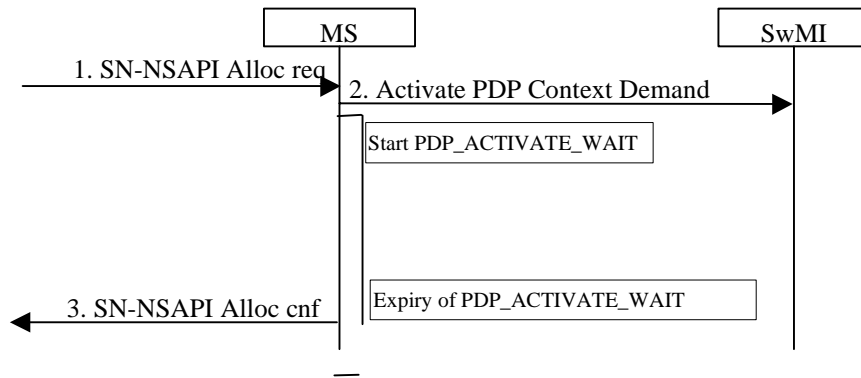 MS
SwMI
1. SN-NSAPI Alloc req
2. Activate PDP Context Demand
Start PDP_ACTIVATE_WAIT
Expiry of PDP_ACTIVATE_WAIT
3. SN-NSAPI Alloc cnf